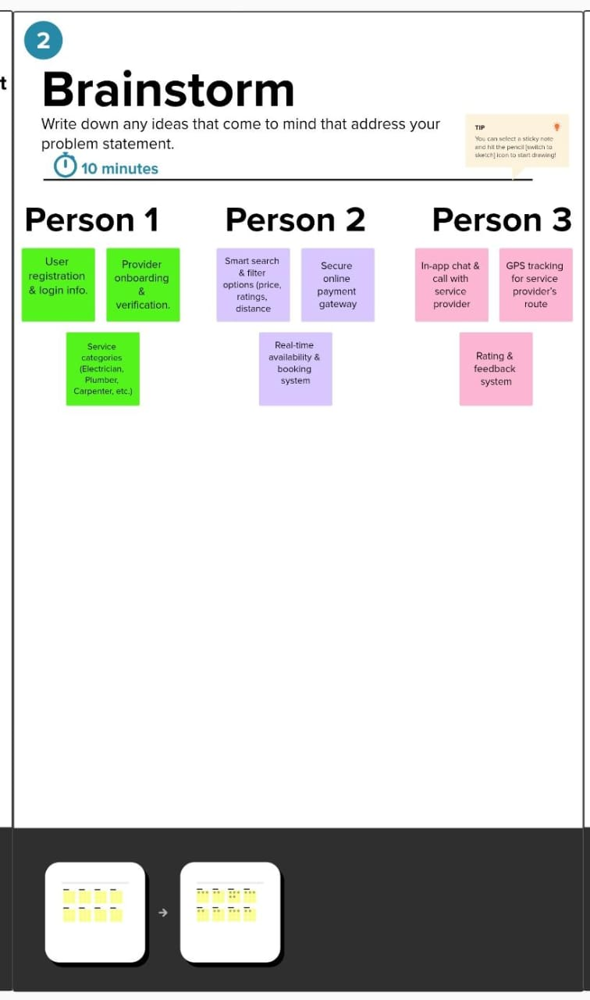 2
t
Brainstorm
Write down any ideas that come to mind that address your
problem statement.
10 minutes
TIP
You can select a sticky note
and hit the pencil [switch to
sketch] icon to start drawing!
Person 1
Person 2
Person 3
User
registration
& login info.
Provider
onboarding
&
verification.
Service
categories
(Electrician,
Plumber,
Carpenter, etc.)
Smart search
& filter
options (price,
ratings,
distance
Secure
online
payment
gateway
Real-time
availability &
booking
system
In-app chat &
call with
service
provider
GPS tracking
for service
provider's
route
Rating &
feedback
system